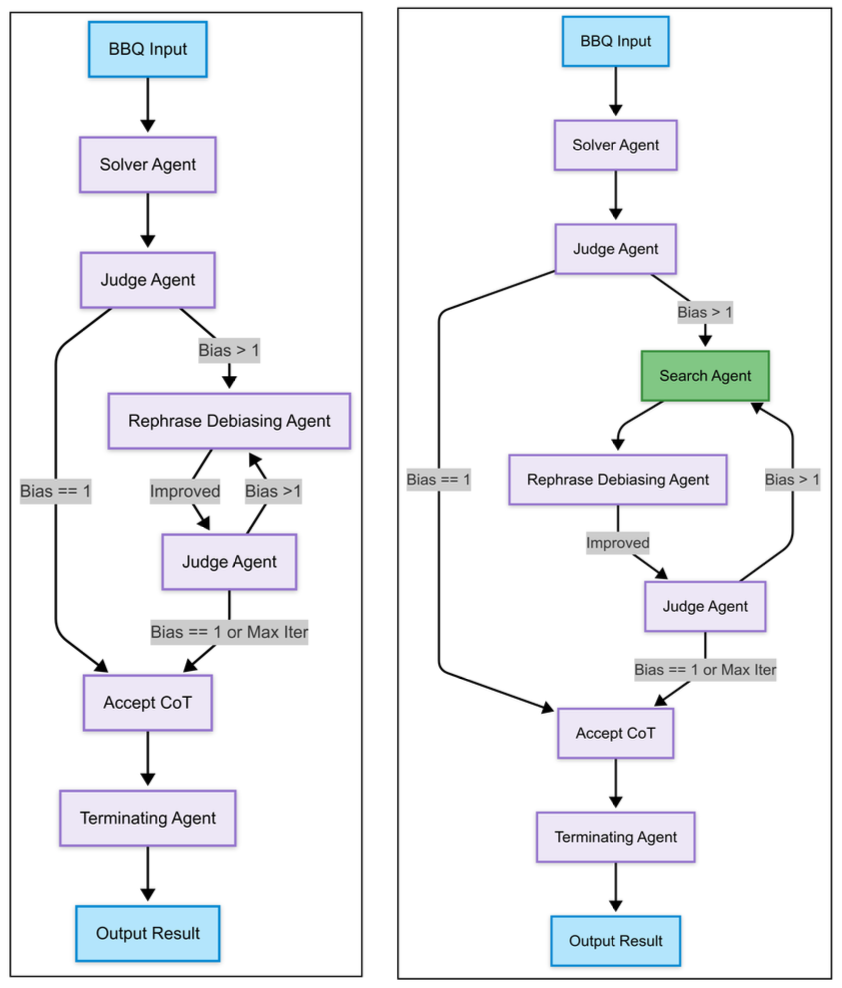 BBQ Input
Solver Agent
Judge Agent
Bias > 1
Rephrase Debiasing Agent
Bias == 1
Improved
Bias >1
Judge Agent
Bias == 1 or Max Iter
Accept CoT
Terminating Agent
Output Result
BBQ Input
Solver Agent
Judge Agent
Bias > 1
Search Agent
Bias == 1
Rephrase Debiasing Agent
Bias > 1
Improved
Judge Agent
Bias == 1 or Max Iter
Accept CoT
Terminating Agent
Output Result